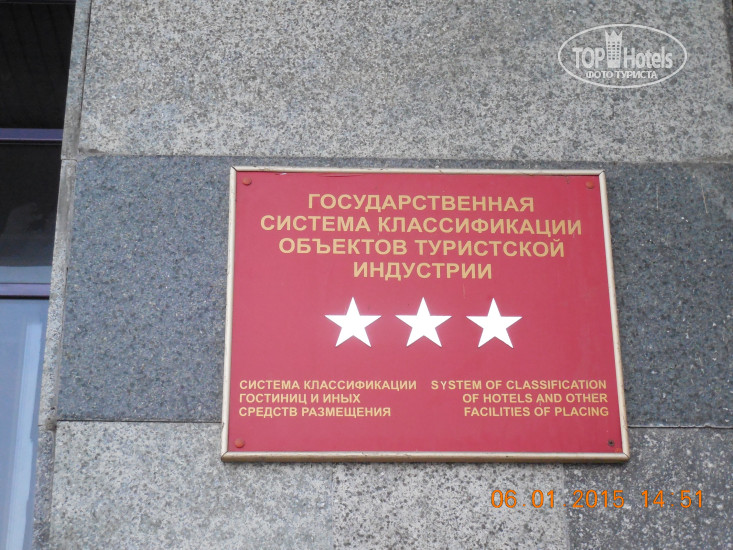 TOP Hotels
ФОТО ТУРИСТА
ГОСУДАРСТВЕННАЯ
СИСТЕМА КЛАССИФИКАЦИИ
ОБЪЕКТОВ ТУРИСТСКОЙ
ИНДУСТРИИ
СИСТЕМА КЛАССИФИКАЦИИ
ГОСТИНИЦ И ИНЫХ
СРЕДСТВ РАЗМЕЩЕНИЯ
SYSTEM OF CLASSIFICATION
OF HOTELS AND OTHER
FACILITIES OF PLACING
06.01.2015 14:51